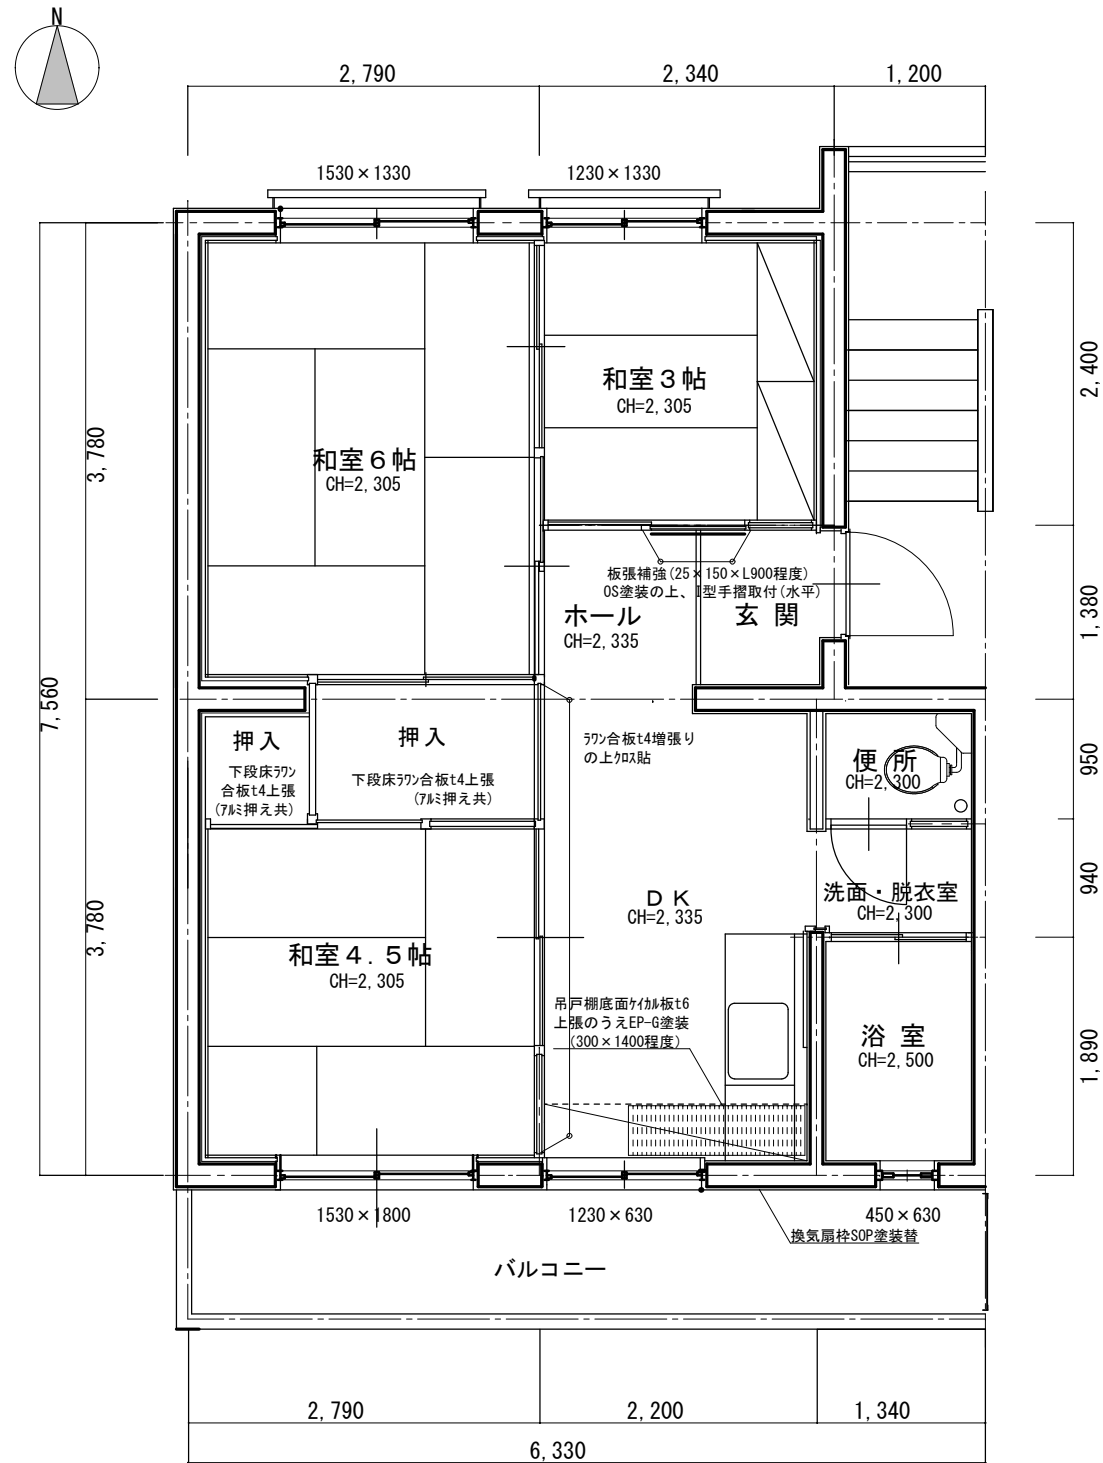 N
2,790
2,340
1,200
1530×1330
1230×1330
和室３帖
CH=2,305
2,400
和室６帖
CH=2,305
3,780
板張補強(25×150×L900程度)
OS塗装の上、I型手摺取付(水平)
ホール
CH=2,335
玄 関
1,380
7,560
押入
下段床ﾗﾜﾝ
合板t4上張
(ｱﾙﾐ押え共)
押入
下段床ﾗﾜﾝ合板t4上張
(ｱﾙﾐ押え共)
ﾗﾜﾝ合板t4増張り
の上ｸﾛｽ貼
便 所
CH=2,300
950
洗面・脱衣室
CH=2,300
940
ＤＫ
CH=2,335
3,780
和室４.５帖
CH=2,305
吊戸棚底面ｹｲｶﾙ板t6
上張のうえEP-G塗装
(300×1400程度)
浴 室
CH=2,500
1,890
1530×1800
1230×630
450×630
換気扇枠SOP塗装替
バルコニー
2,790
2,200
1,340
6,330